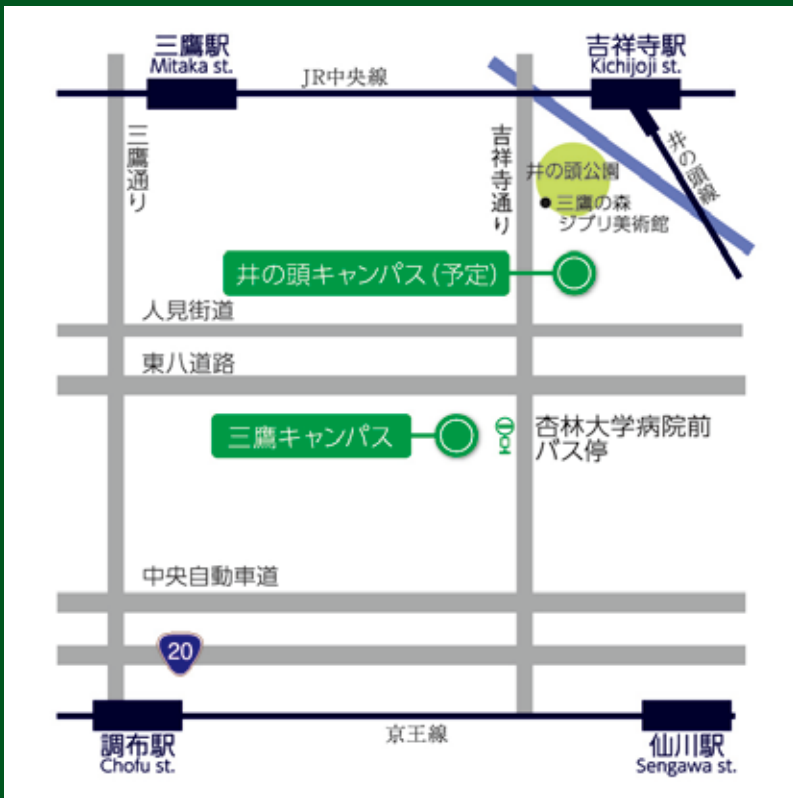 三鷹駅
Mitaka st.
吉祥寺駅
Kichijoji st.
JR中央線
三鷹通り
吉祥寺通り
井の頭線
井の頭公園
三鷹の森
ジブリ美術館
井の頭キャンパス(予定)
人見街道
東八道路
三鷹キャンパス
杏林大学病院前
バス停
中央自動車道
20
調布駅
Chofu st.
京王線
仙川駅
Sengawa st.